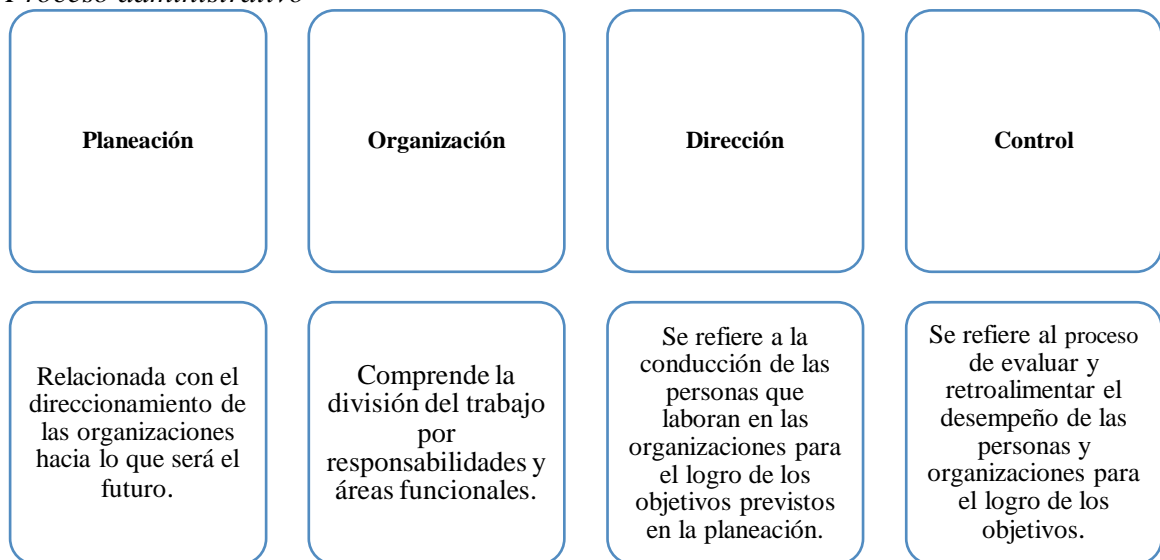 Proceso administrativo
Planeación
Organización
Dirección
Control
Relacionada con el
direccionamiento de
las organizaciones
hacia lo que será el
futuro.
Comprende la
división del trabajo
por
responsabilidades y
áreas funcionales.
Se refiere a la
conducción de las
personas que
laboran en las
organizaciones para
el logro de los
objetivos previstos
en la planeación.
Se refiere al proceso
de evaluar y
retroalimentar el
desempeño de las
personas y
organizaciones para
el logro de los
objetivos.